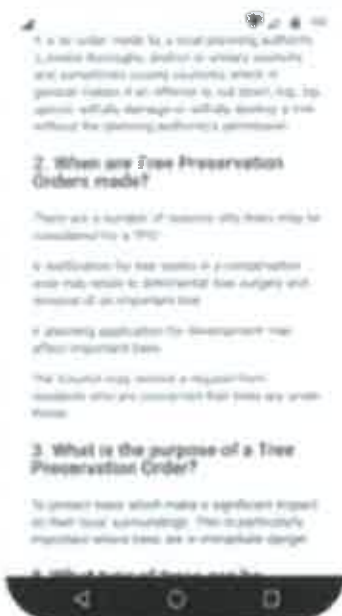 it is an order made by a local planning authority
and sometimes county councils) which in
general makes it an offence to cut down, top, lop,
uproot, wilfully damage or wilfully destroy a tree
without the planning authority's permission.
2. When are Tree Preservation
Orders made?
There are a number of reasons why trees may be
considered for a TPO
A notification for tree works in a conservation
area may relate to detrimental tree surgery and
removal of an important tree
A planning application for development may
affect important trees
The Council may receive a request from
residents who are concerned that trees are under
threat
3. What is the purpose of a Tree
Preservation Order?
To protect trees which make a significant impact
on their local surroundings. This is particularly
important where trees are in immediate danger